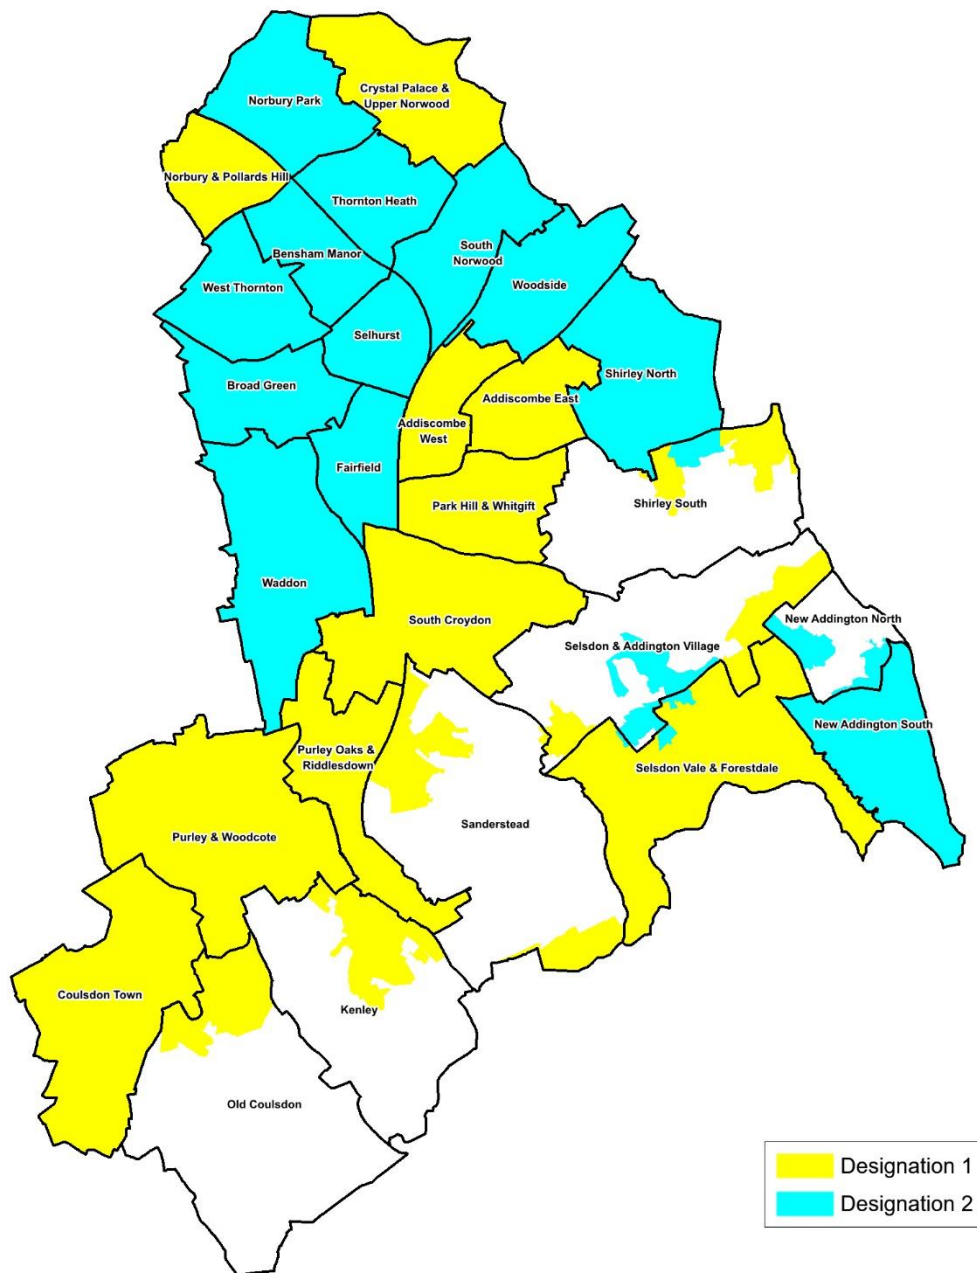 Norbury Park
Crystal Palace &
Upper Norwood
Norbury & Pollards Hill
Thornton Heath
Bensham Manor
South
Norwood
West Thornton
Woodside
Selhurst
Broad Green
Shirley North
Addiscombe East
Addiscombe
West
Fairfield
Park Hill & Whitgift
Shirley South
Waddon
South Croydon
Selsdon & Addington Village
New Addington North
New Addington South
Purley Oaks &
Riddlesdown
Selsdon Vale & Forestdale
Sanderstead
Purley & Woodcote
Coulsdon Town
Kenley
Old Coulsdon
Designation 1
Designation 2